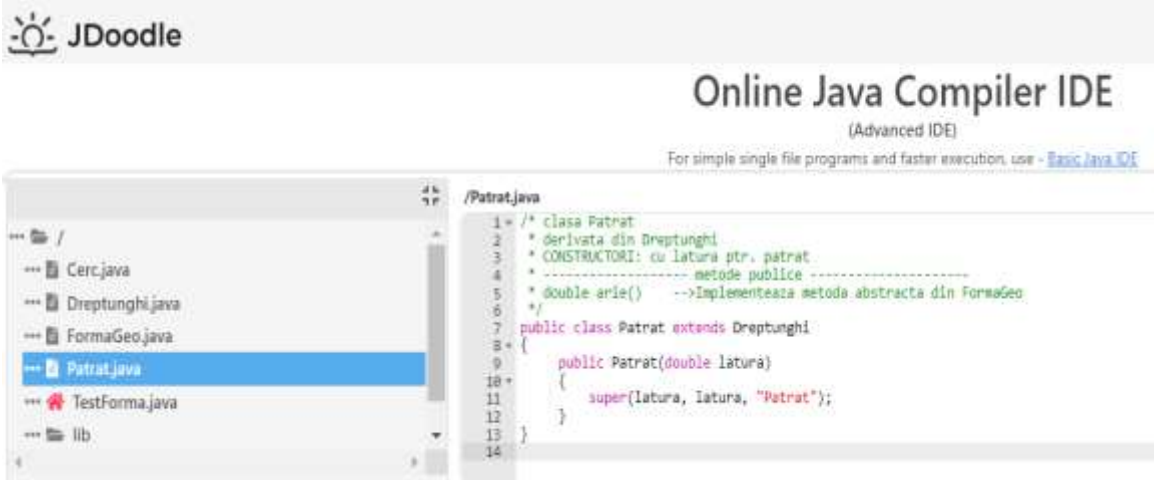 JDoodle
Online Java Compiler IDE
(Advanced IDE)
For simple single file programs and faster execution, use - Basic Java IDE
/
Cerc.java
Dreptunghi.java
FormaGeo.java
Patrat.java
TestForma.java
lib
/Patrat.java
1 /* clasa Patrat
2 * derivata din Dreptunghi
3 * CONSTRUCTORI: cu latura ptr. patrat
4 * ------------------- metode publice ---------------------
5 * double arie() -->Implementeaza metoda abstracta din FormaGeo
6 */
7 public class Patrat extends Dreptunghi
8 {
9 public Patrat(double latura)
10 {
11 super(latura, latura, "Patrat");
12 }
13 }
14